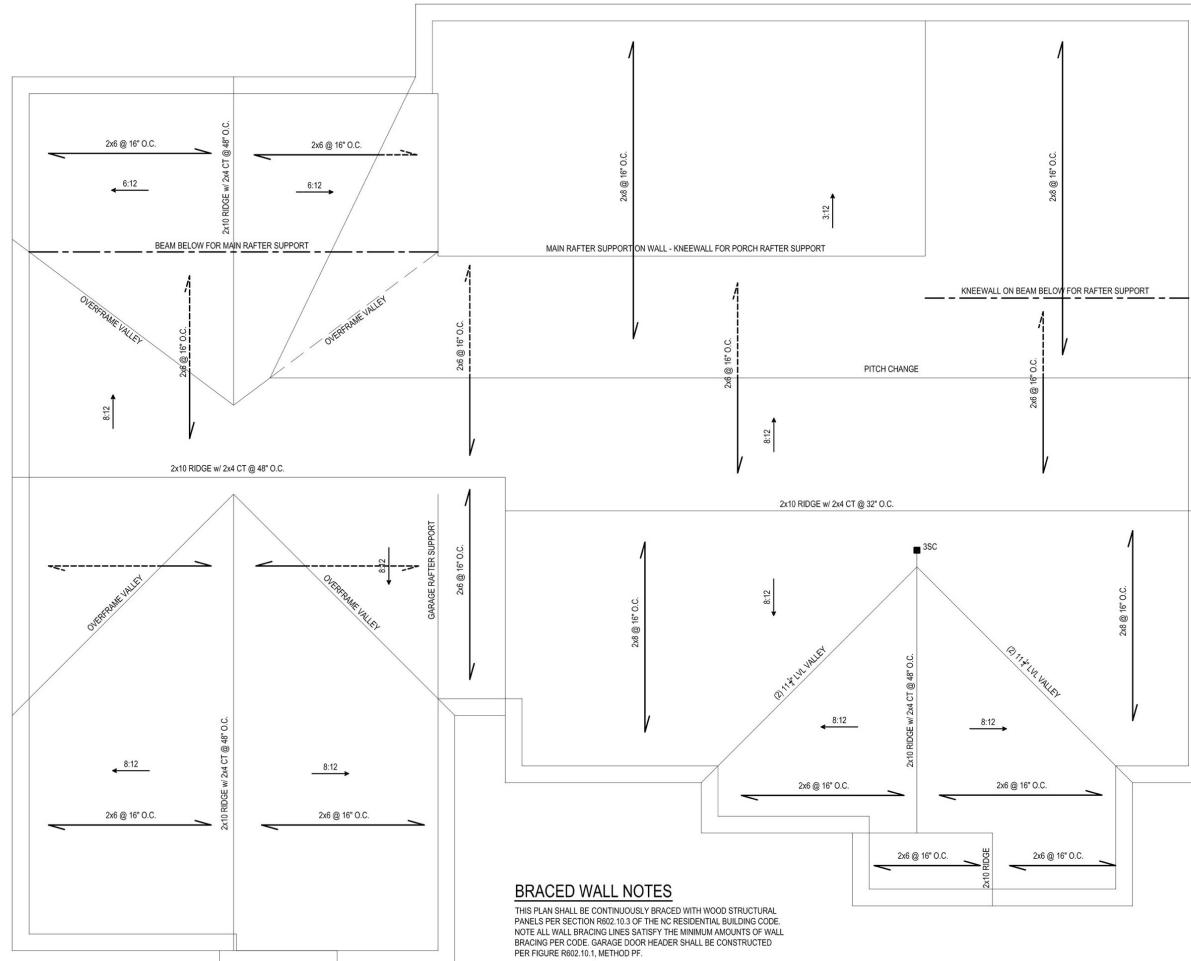 2x6 @ 16" O.C.
2x6 @ 16" O.C.
6:12
6:12
2x10 RIDGE w/ 2x4 CT @ 48" O.C.
2x8 @ 16" O.C.
2x8 @ 16" O.C.
3:12
BEAM BELOW FOR MAIN RAFTER SUPPORT
MAIN RAFTER SUPPORT ON WALL - KNEEWALL FOR PORCH RAFTER SUPPORT
KNEEWALL ON BEAM BELOW FOR RAFTER SUPPORT
OVERFRAME VALLEY
OVERFRAME VALLEY
2x6 @ 16" O.C.
2x6 @ 16" O.C.
2x6 @ 16" O.C.
2x6 @ 16" O.C.
PITCH CHANGE
8:12
8:12
2x10 RIDGE w/ 2x4 CT @ 48" O.C.
2x10 RIDGE w/ 2x4 CT @ 32" O.C.
OVERFRAME VALLEY
OVERFRAME VALLEY
8:12
GARAGE RAFTER SUPPORT
2x6 @ 16" O.C.
2x8 @ 16" O.C.
8:12
3SC
2x8 @ 16" O.C.
(2) 11 1/4" LVL VALLEY
(2) 11 1/4" LVL VALLEY
2x10 RIDGE w/ 2x4 CT @ 48" O.C.
8:12
8:12
8:12
8:12
2x10 RIDGE w/ 2x4 CT @ 48" O.C.
2x6 @ 16" O.C.
2x6 @ 16" O.C.
2x6 @ 16" O.C.
2x6 @ 16" O.C.
2x6 @ 16" O.C.
2x10 RIDGE
2x6 @ 16" O.C.
BRACED WALL NOTES
THIS PLAN SHALL BE CONTINUOUSLY BRACED WITH WOOD STRUCTURAL
PANELS PER SECTION R602.10.3 OF THE NC RESIDENTIAL BUILDING CODE.
NOTE ALL WALL BRACING LINES SATISFY THE MINIMUM AMOUNTS OF WALL
BRACING PER CODE. GARAGE DOOR HEADER SHALL BE CONSTRUCTED
PER FIGURE R602.10.1, METHOD PF.